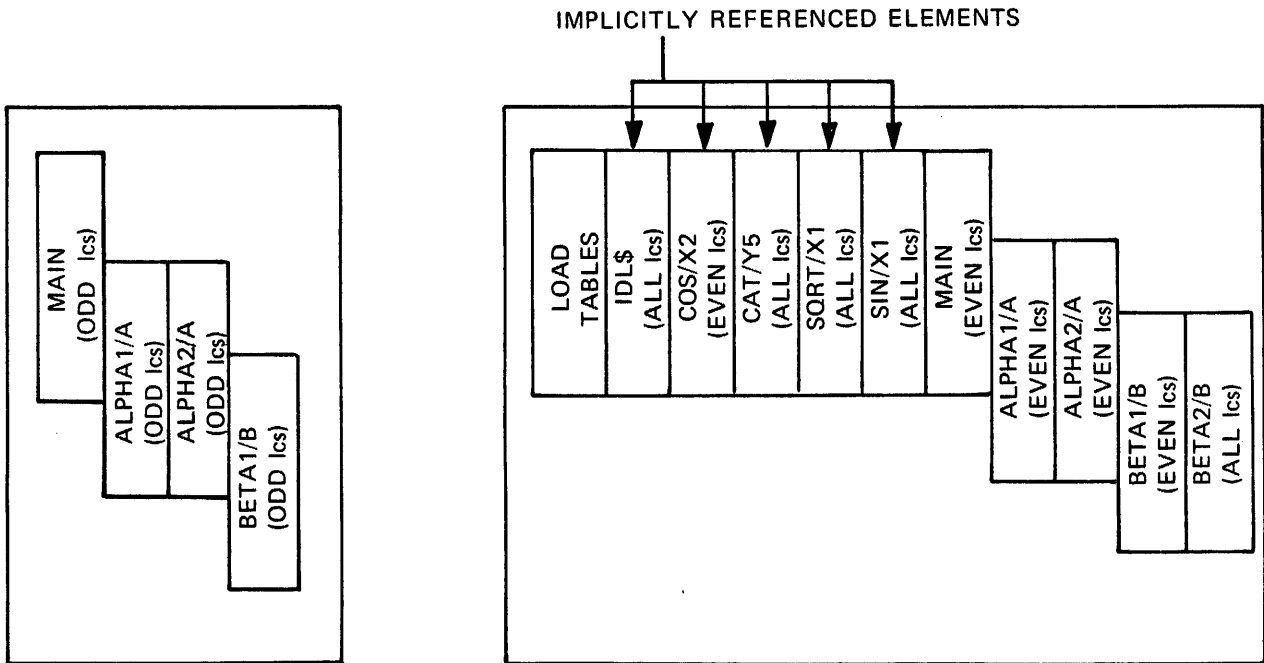 IMPLICITLY REFERENCED ELEMENTS
MAIN
(ODD lcs)
ALPHA1/A
(ODD lcs)
ALPHA2/A
(ODD lcs)
BETA1/B
(ODD lcs)
LOAD
TABLES
IDL$
(ALL lcs)
COS/X2
(EVEN lcs)
CAT/Y5
(ALL lcs)
SQRT/X1
(ALL lcs)
SIN/X1
(ALL lcs)
MAIN
(EVEN lcs)
ALPHA1/A
(EVEN lcs)
ALPHA2/A
(EVEN lcs)
BETA1/B
(EVEN lcs)
BETA2/B
(ALL lcs)